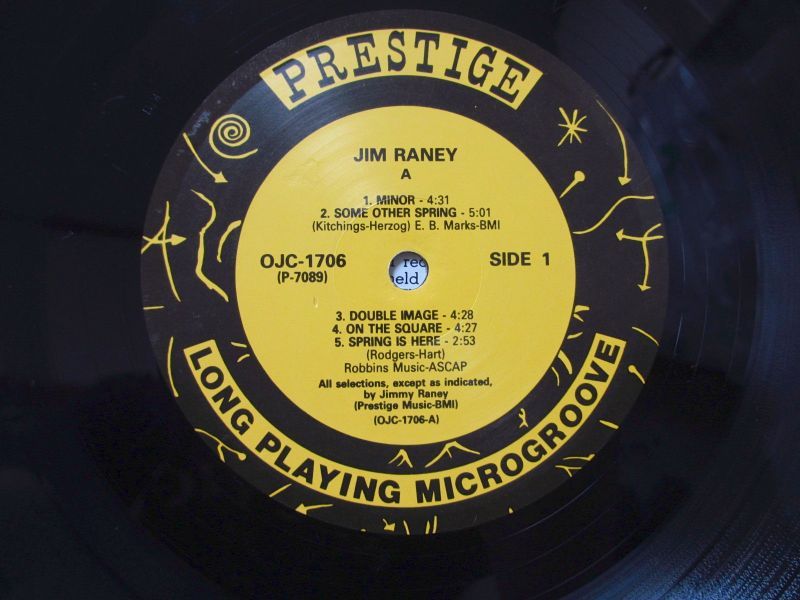 PRESTIGE
JIM RANEY
A
1. MINOR - 4:31
2. SOME OTHER SPRING - 5:01
(Kitchings-Herzog) E. B. Marks-BMI
OJC-1706
(P-7089)
SIDE 1
3. DOUBLE IMAGE - 4:28
4. ON THE SQUARE - 4:27
5. SPRING IS HERE - 2:53
(Rodgers-Hart)
Robbins Music-ASCAP
All selections, except as indicated,
by Jimmy Raney
(Prestige Music-BMI)
(OJC-1706-A)
LONG PLAYING MICROGROOVE